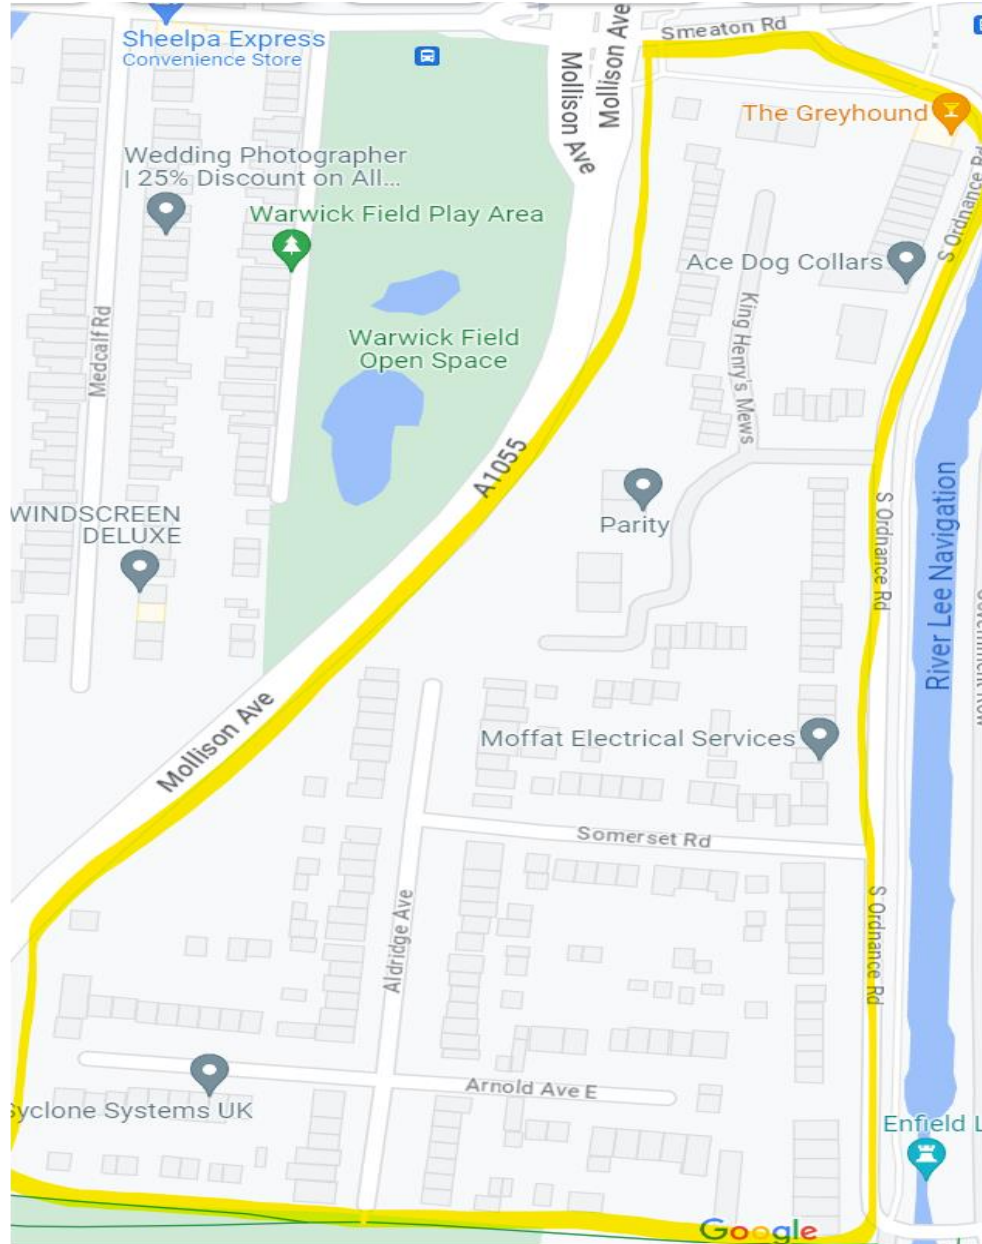 Smeaton Rd
Sheelpa Express
Convenience Store
Mollison Ave
Mollison Ave
The Greyhound
Wedding Photographer
| 25% Discount on All...
S Ordnance Rd
Warwick Field Play Area
Ace Dog Collars
King Henry's Mews
Medcalf Rd
Warwick Field
Open Space
A1055
WINDSCREEN
DELUXE
Parity
S Ordnance Rd
River Lee Navigation
Mollison Ave
Moffat Electrical Services
Somerset Rd
Aldridge Ave
S Ordnance Rd
Arnold Ave E
Syclone Systems UK
Enfield L
Google